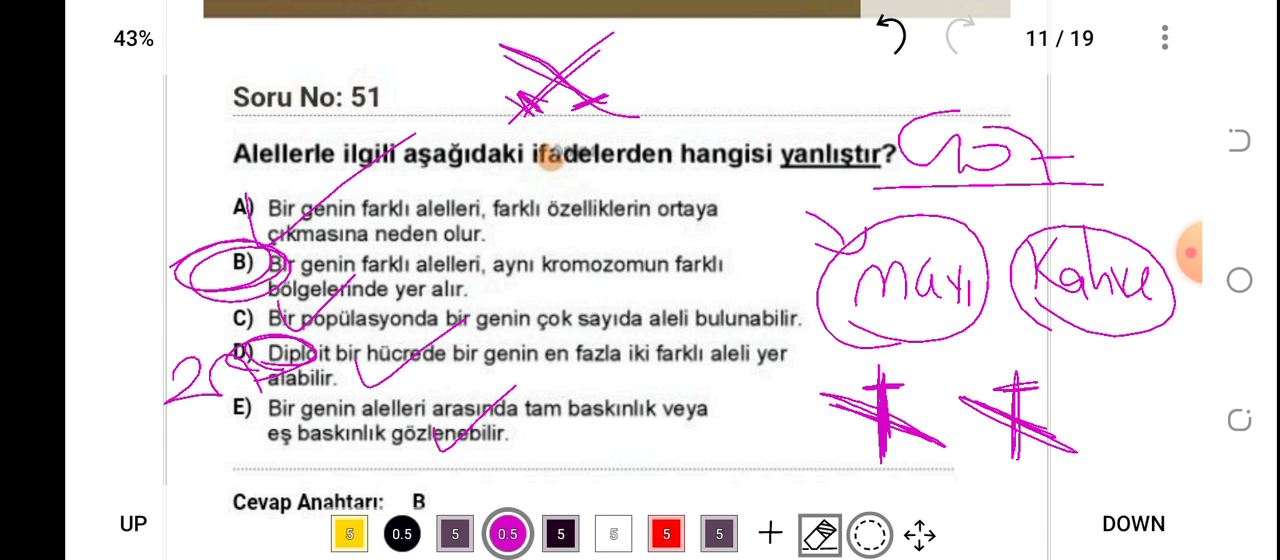 43%
11 / 19
Soru No: 51
Alellerle ilgili aşağıdaki ifadelerden hangisi yanlıştır?
A) Bir genin farklı alelleri, farklı özelliklerin ortaya
çıkmasına neden olur.
B) Bir genin farklı alelleri, aynı kromozomun farklı
bölgelerinde yer alır.
C) Bir popülasyonda bir genin çok sayıda aleli bulunabilir.
D) Diploit bir hücrede bir genin en fazla iki farklı aleli yer
alabilir.
E) Bir genin alelleri arasında tam baskınlık veya
eş baskınlık gözlenebilir.
mavi
Kahve
2n
Cevap Anahtarı: B
UP
5
0.5
5
0.5
5
5
5
5
DOWN